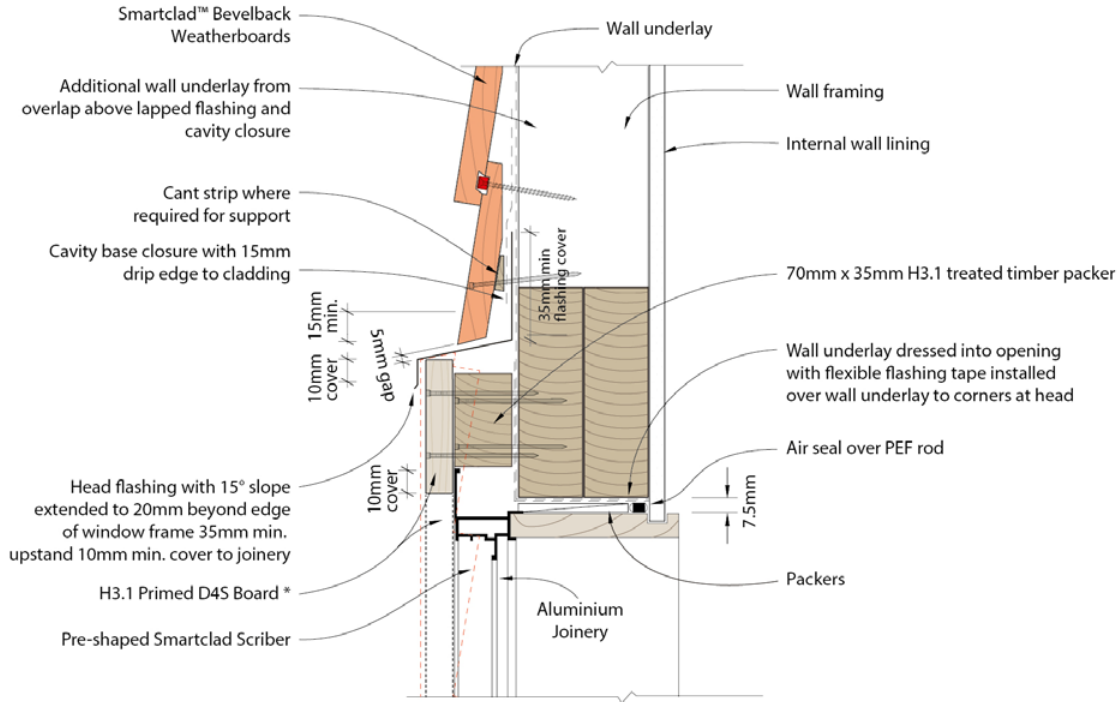 Smartclad™ Bevelback
Weatherboards
Wall underlay
Additional wall underlay from
overlap above lapped flashing and
cavity closure
Wall framing
Internal wall lining
Cant strip where
required for support
Cavity base closure with 15mm
drip edge to cladding
35mm min
flashing cover
70mm x 35mm H3.1 treated timber packer
15mm
min.
5mm gap
10mm
cover
Wall underlay dressed into opening
with flexible flashing tape installed
over wall underlay to corners at head
Air seal over PEF rod
10mm
cover
7.5mm
Head flashing with 15° slope
extended to 20mm beyond edge
of window frame 35mm min.
upstand 10mm min. cover to joinery
H3.1 Primed D4S Board *
Packers
Aluminium
Joinery
Pre-shaped Smartclad Scriber